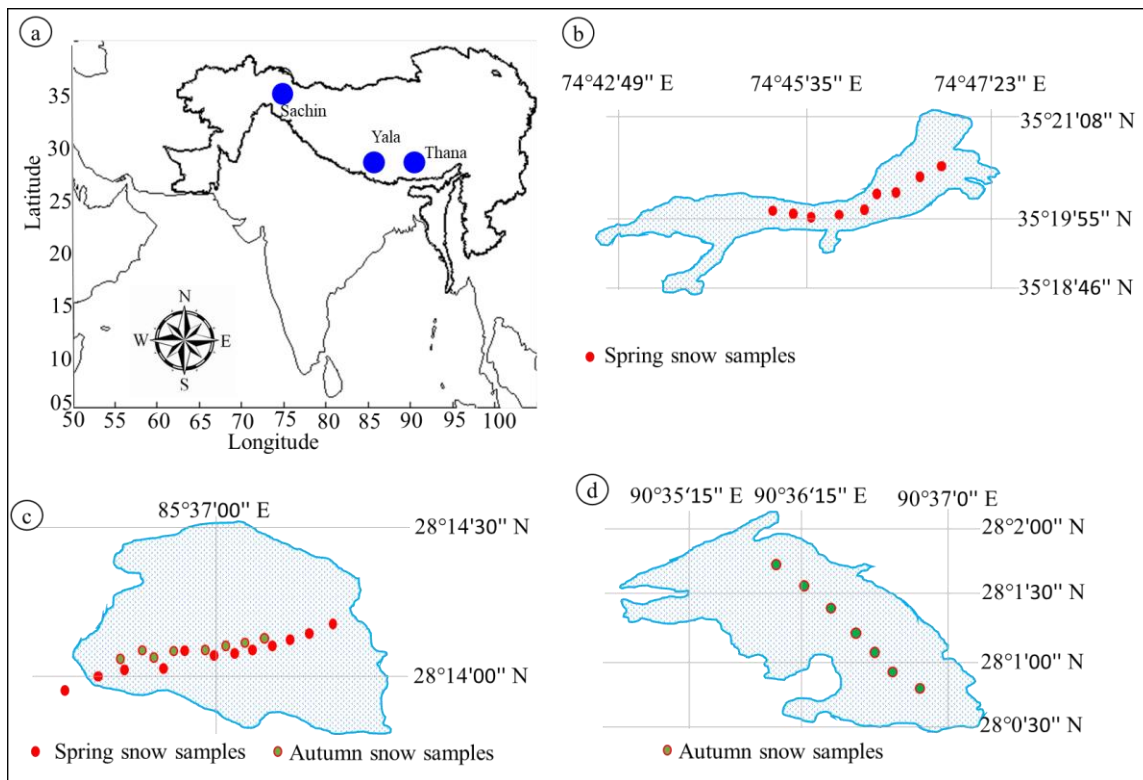 a
35
30
25
20
15
10
05
Latitude
50 55 60 65 70 75 80 85 90 95 100
Longitude
Sachin
Yala
Thana
N
W E
S
b
74°42'49" E 74°45'35 E 74°47'23" E
35°21'08" N
35°19'55" N
35°18'46" N
Spring snow samples
c
85°37'00" E
28°14'30" N
28°14'00" N
Spring snow samples Autumn snow samples
d
90°35'15" E 90°36‘15" E 90°37'0" E
28°2'00" N
28°1'30" N
28°1'00" N
28°0'30" N
Autumn snow samples